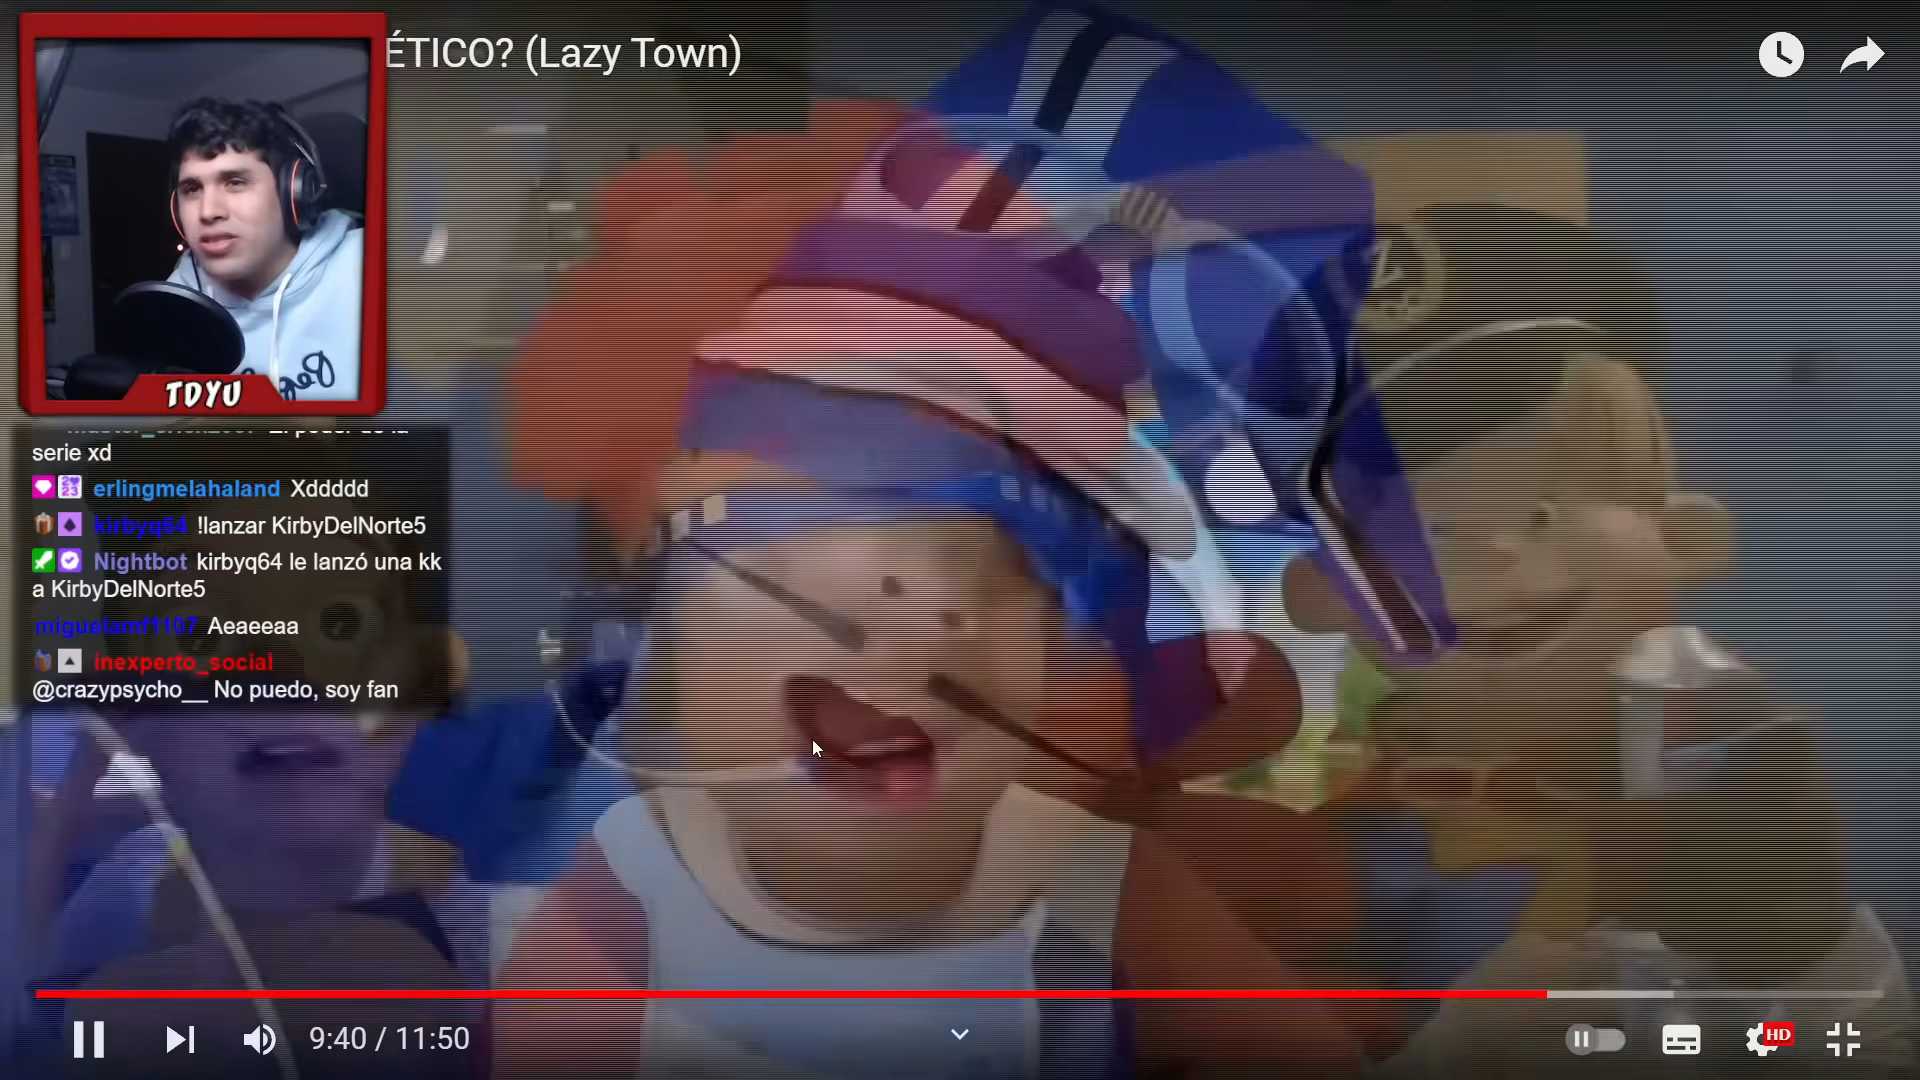 ÉTICO? (Lazy Town)
TDYU
serie xd
erlingmelahaland Xddddd
kirbyq64 !lanzar KirbyDelNorte5
Nightbot kirbyq64 le lanzó una kk
a KirbyDelNorte5
miguelamf1107 Aeaeeaa
inexperto_social
@crazypsycho__ No puedo, soy fan
9:40 / 11:50
HD